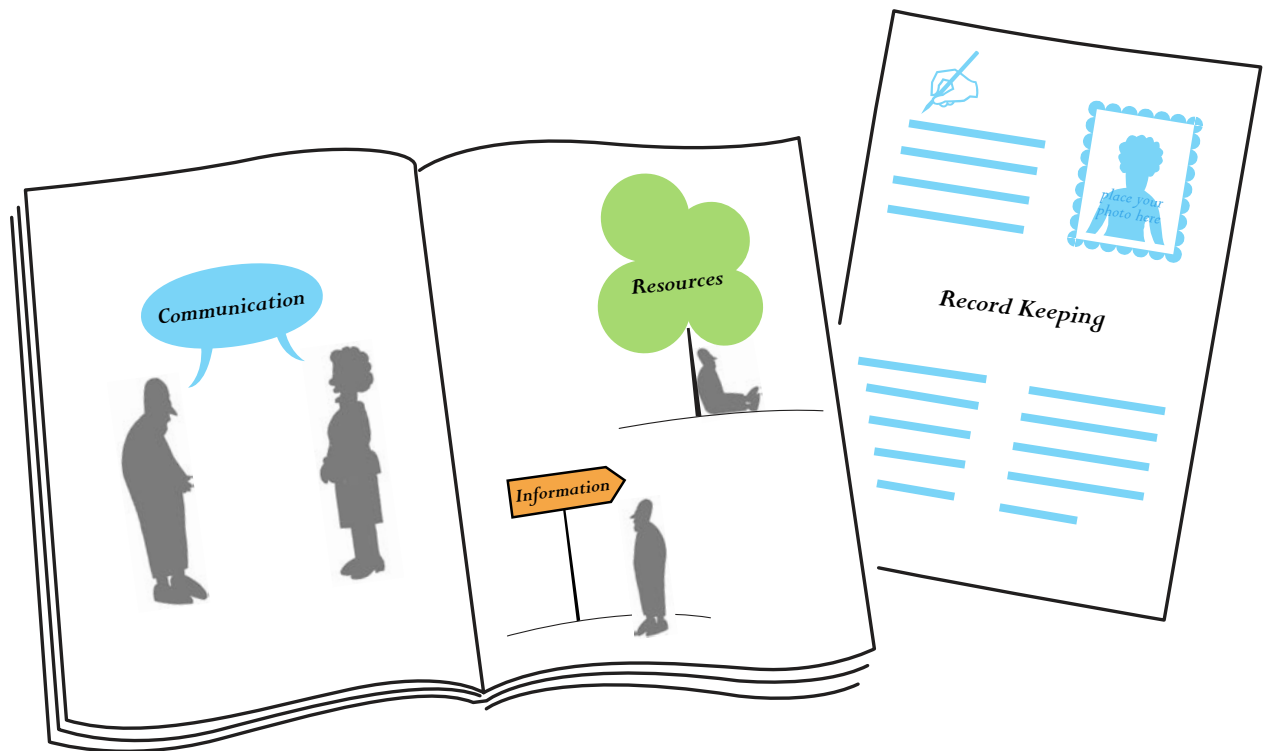 Communication
Resources
Information
place your
photo here
Record Keeping